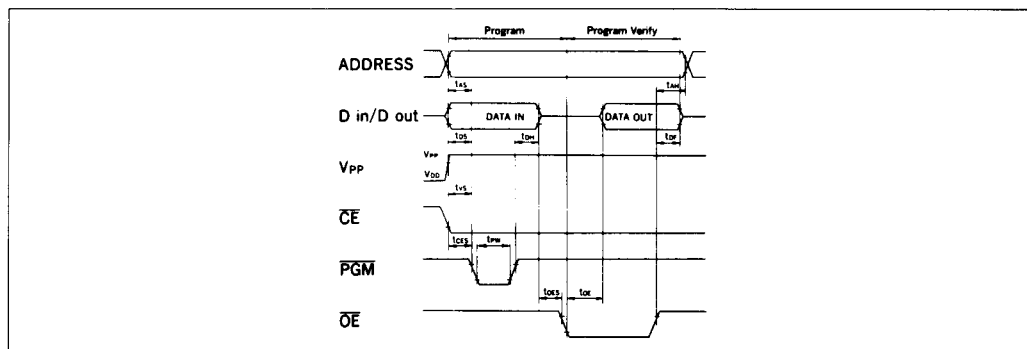 Program Program Verify
ADDRESS
tAS tAH
D in/D out DATA IN DATA OUT
tDS tDH tDF
VPP VPP
VDD
tVS
CE
tCES tPW
PGM
tOES tOE
OE